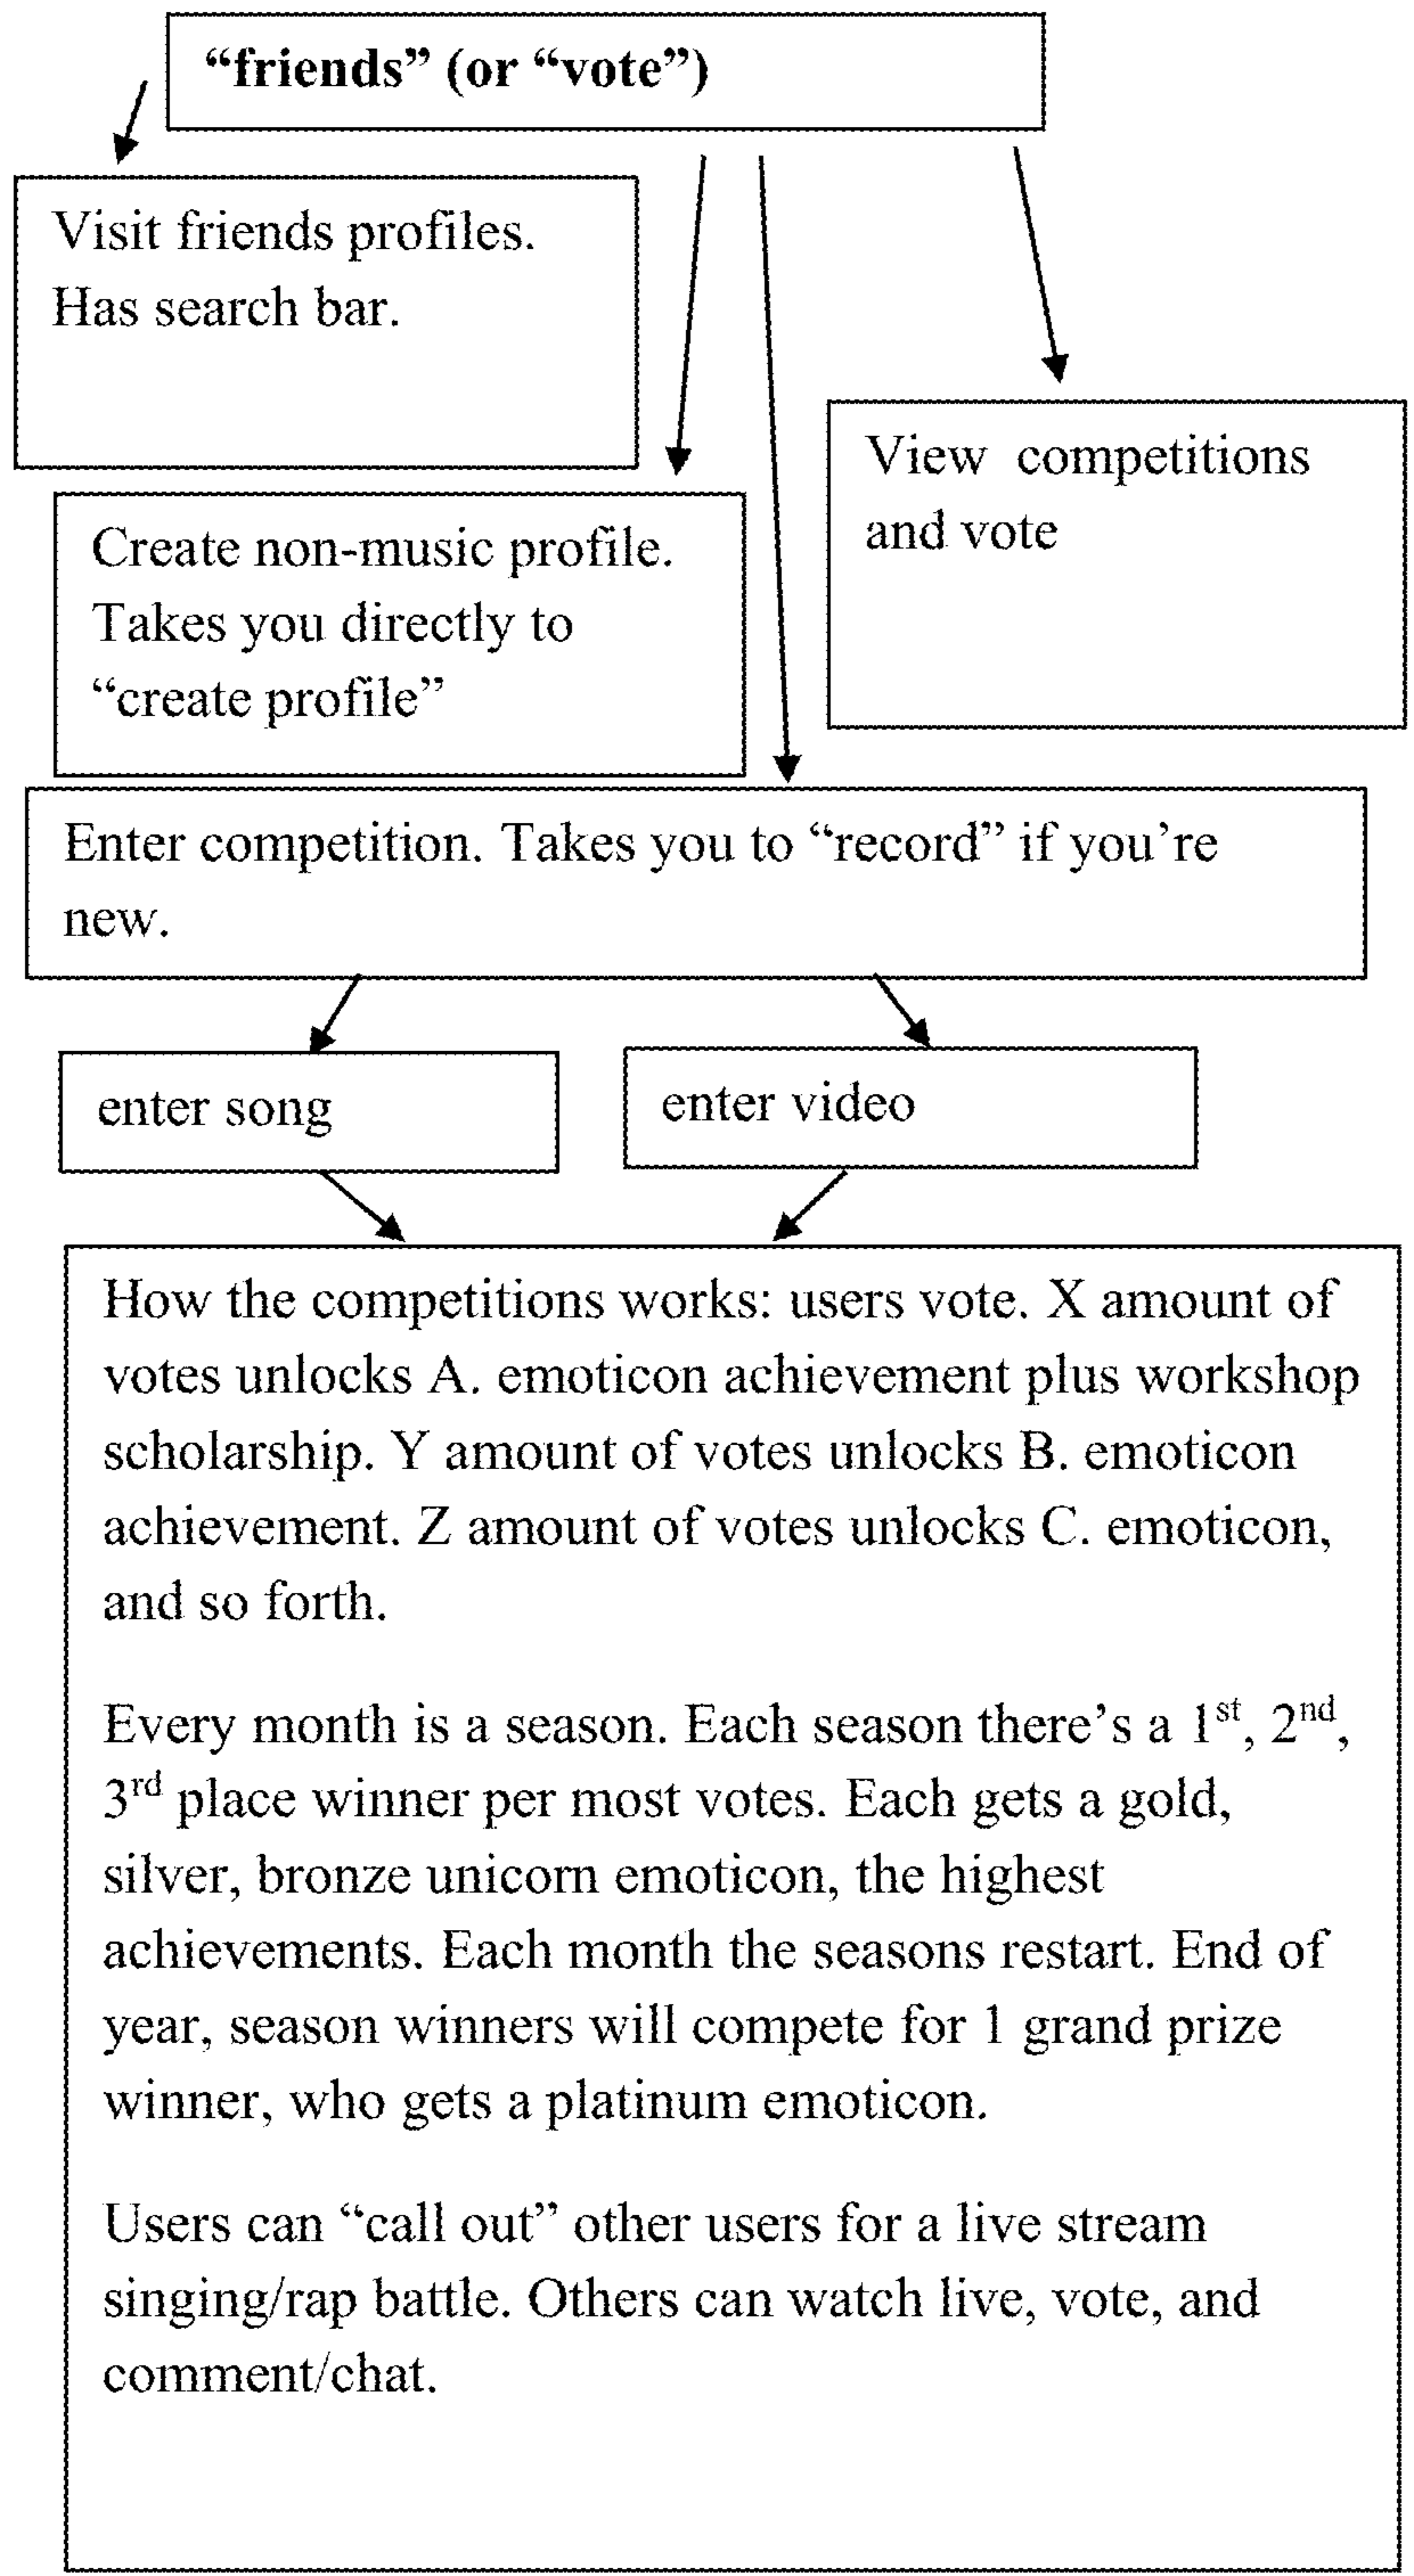 “friends” (or “vote”)
Visit friends profiles.
Has search bar.
View competitions
and vote
Create non-music profile.
Takes you directly to
“create profile”
Enter competition. Takes you to “record” if you’re
new.
enter song
enter video
How the competitions works: users vote. X amount of
votes unlocks A. emoticon achievement plus workshop
scholarship. Y amount of votes unlocks B. emoticon
achievement. Z amount of votes unlocks C. emoticon,
and so forth.
Every month is a season. Each season there’s a 1st, 2nd,
3rd place winner per most votes. Each gets a gold,
silver, bronze unicorn emoticon, the highest
achievements. Each month the seasons restart. End of
year, season winners will compete for 1 grand prize
winner, who gets a platinum emoticon.
Users can “call out” other users for a live stream
singing/rap battle. Others can watch live, vote, and
comment/chat.